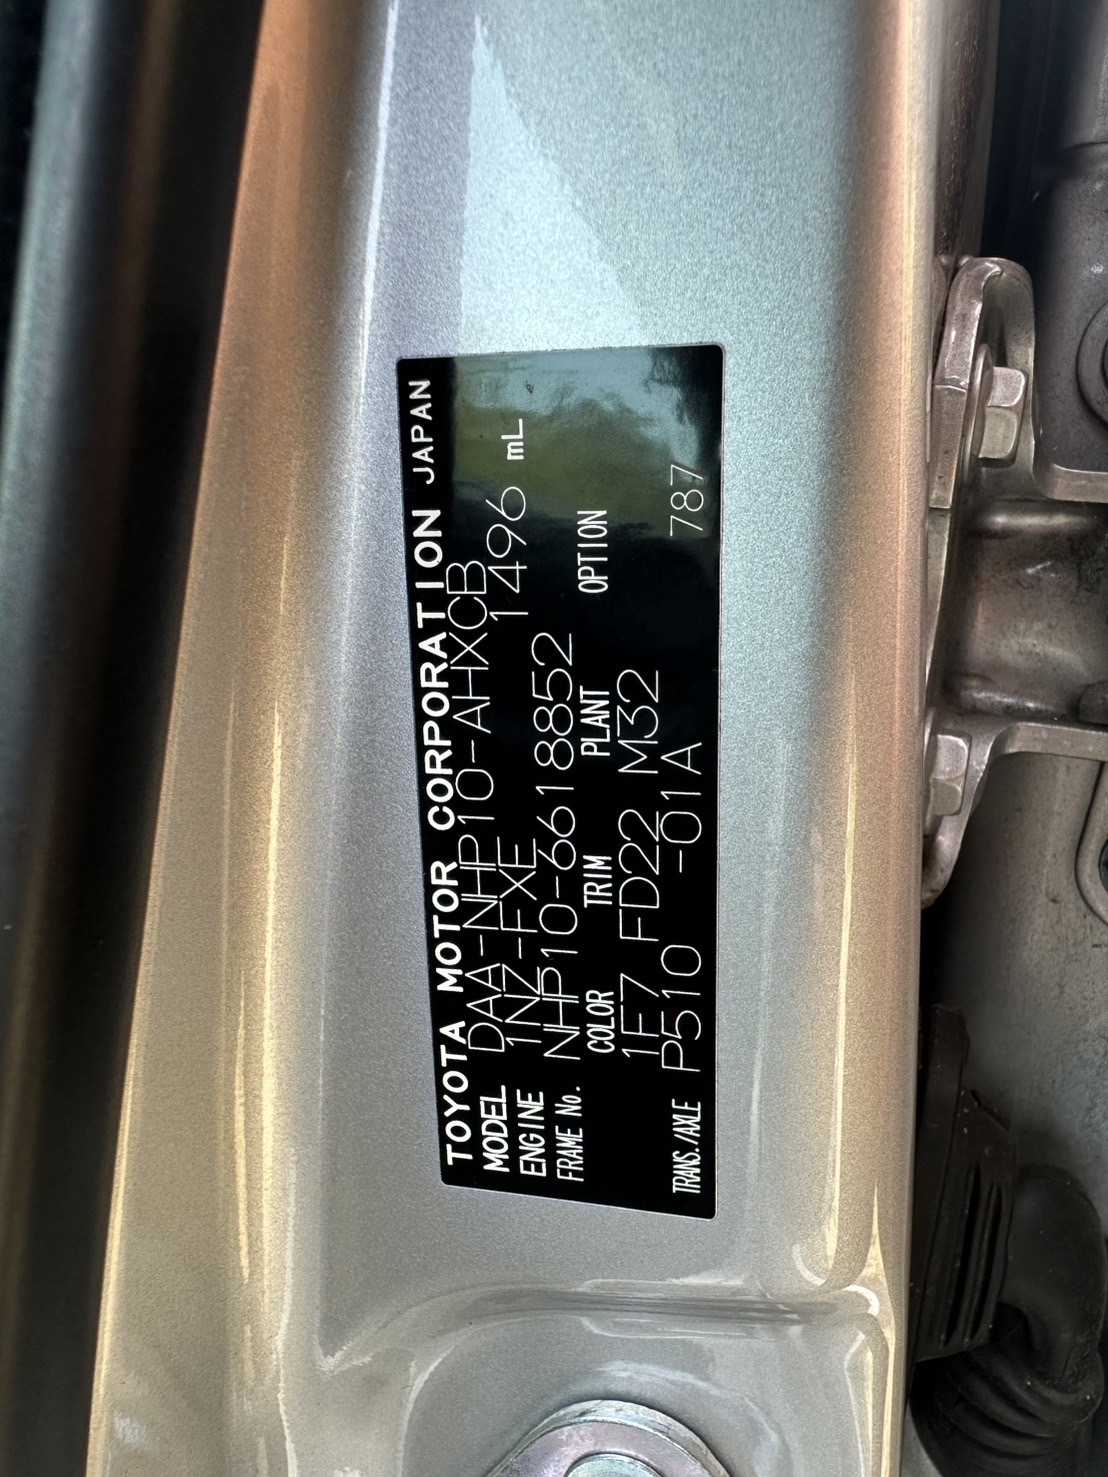 TOYOTA MOTOR CORPORATION JAPAN
MODEL DAA-NHP10-AHXCB
ENGINE 1NZ-FXE 1496 mL
FRAME No. NHP10-6618852
COLOR TRIM PLANT OPTION
1F7 FD22 M32
TRANS./AXLE P510 -01A 787